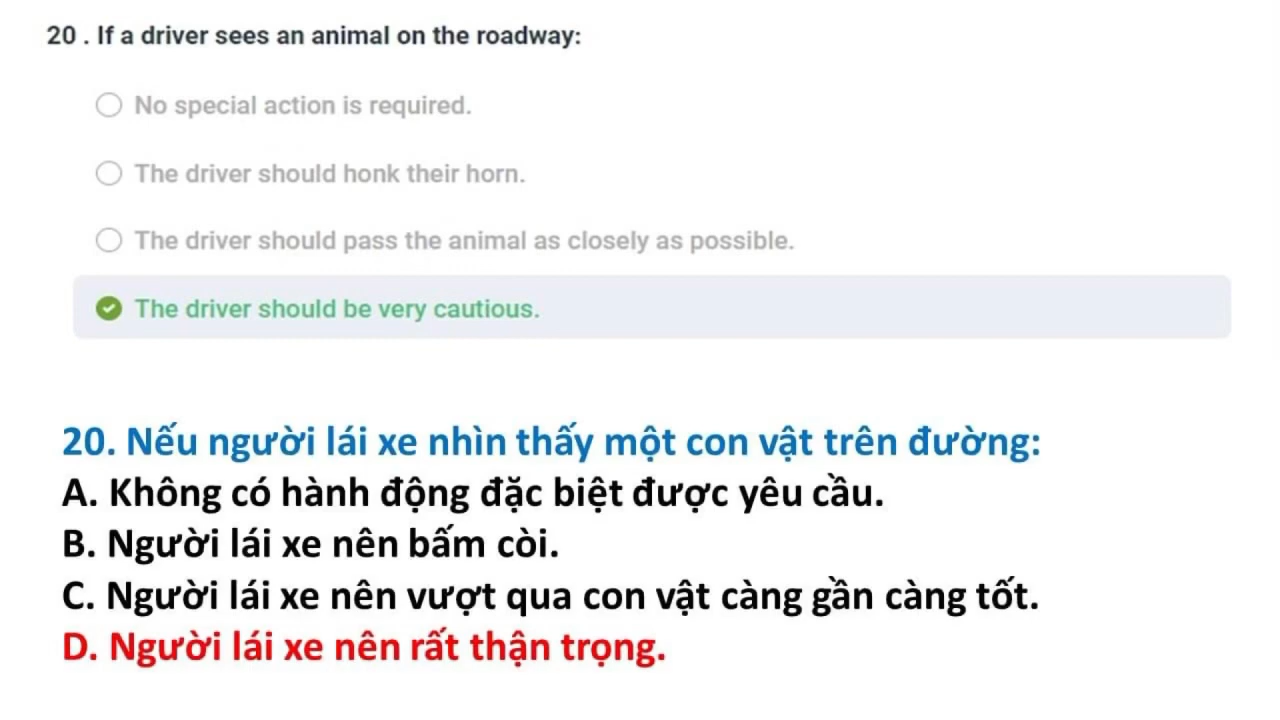 20 . If a driver sees an animal on the roadway:
No special action is required.
The driver should honk their horn.
The driver should pass the animal as closely as possible.
The driver should be very cautious.
20. Nếu người lái xe nhìn thấy một con vật trên đường:
A. Không có hành động đặc biệt được yêu cầu.
B. Người lái xe nên bấm còi.
C. Người lái xe nên vượt qua con vật càng gần càng tốt.
D. Người lái xe nên rất thận trọng.